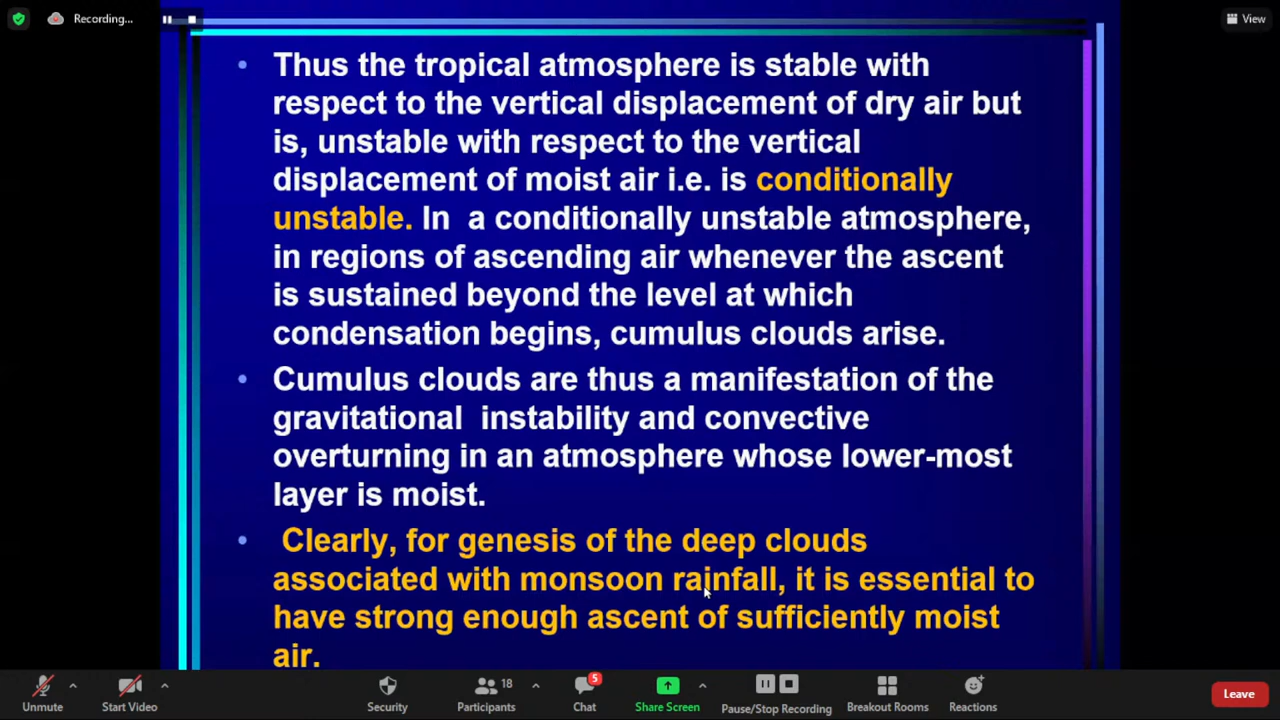 Recording...
View
• Thus the tropical atmosphere is stable with
respect to the vertical displacement of dry air but
is, unstable with respect to the vertical
displacement of moist air i.e. is conditionally
unstable. In a conditionally unstable atmosphere,
in regions of ascending air whenever the ascent
is sustained beyond the level at which
condensation begins, cumulus clouds arise.
• Cumulus clouds are thus a manifestation of the
gravitational instability and convective
overturning in an atmosphere whose lower-most
layer is moist.
• Clearly, for genesis of the deep clouds
associated with monsoon rainfall, it is essential to
have strong enough ascent of sufficiently moist
air.
Unmute
Start Video
Security
Participants 18
Chat 5
Share Screen
Pause/Stop Recording
Breakout Rooms
Reactions
Leave